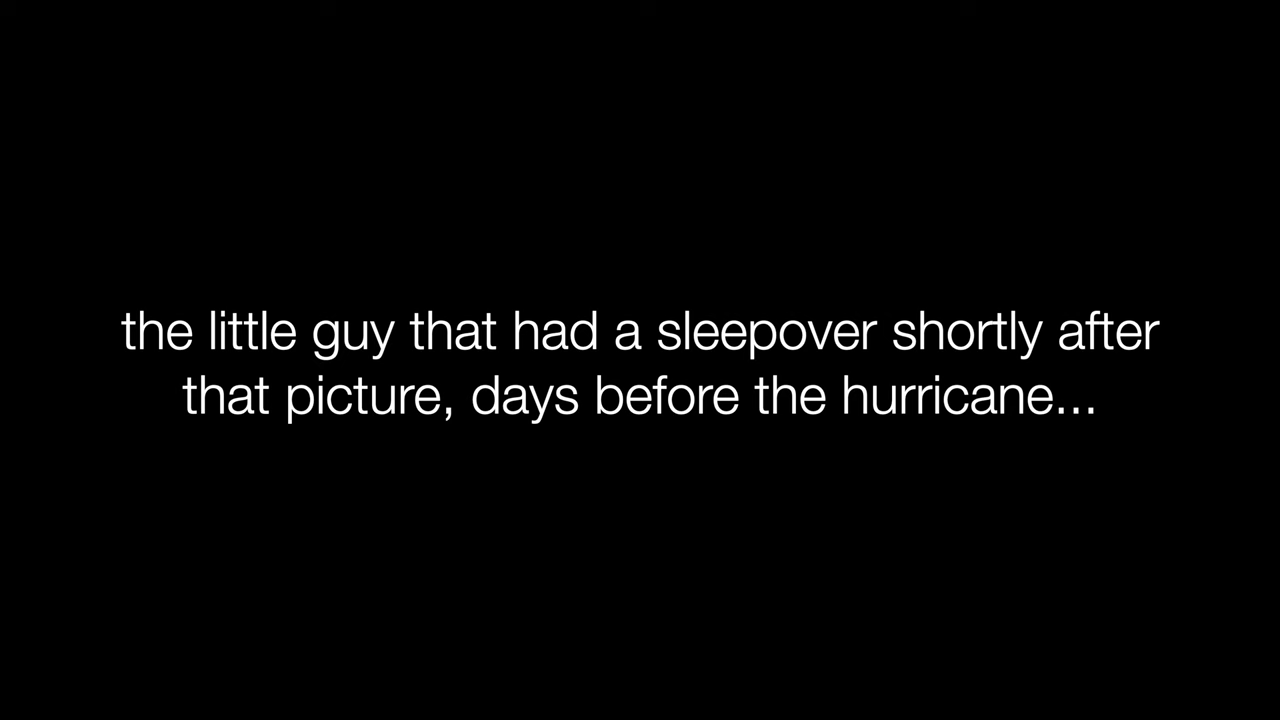 the little guy that had a sleepover shortly after
that picture, days before the hurricane...